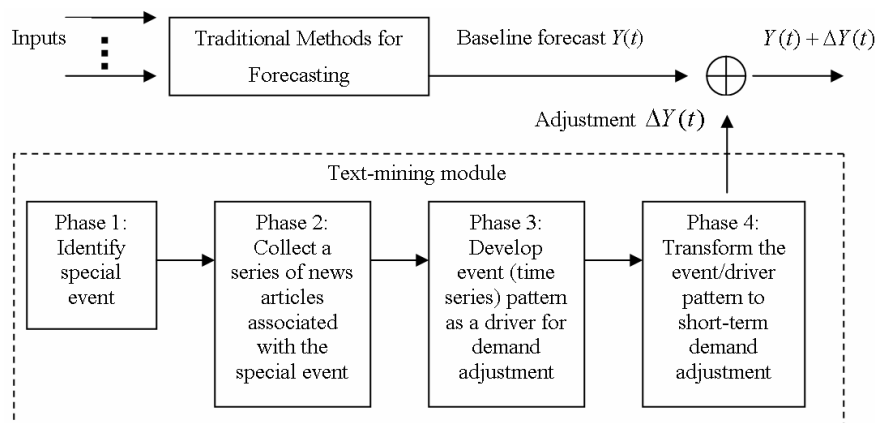 Inputs
Traditional Methods for
Forecasting
Baseline forecast Y(t)
Y(t) + ΔY(t)
Adjustment ΔY(t)
Text-mining module
Phase 1:
Identify
special
event
Phase 2:
Collect a
series of news
articles
associated
with the
special event
Phase 3:
Develop
event (time
series) pattern
as a driver for
demand
adjustment
Phase 4:
Transform the
event/driver
pattern to
short-term
demand
adjustment